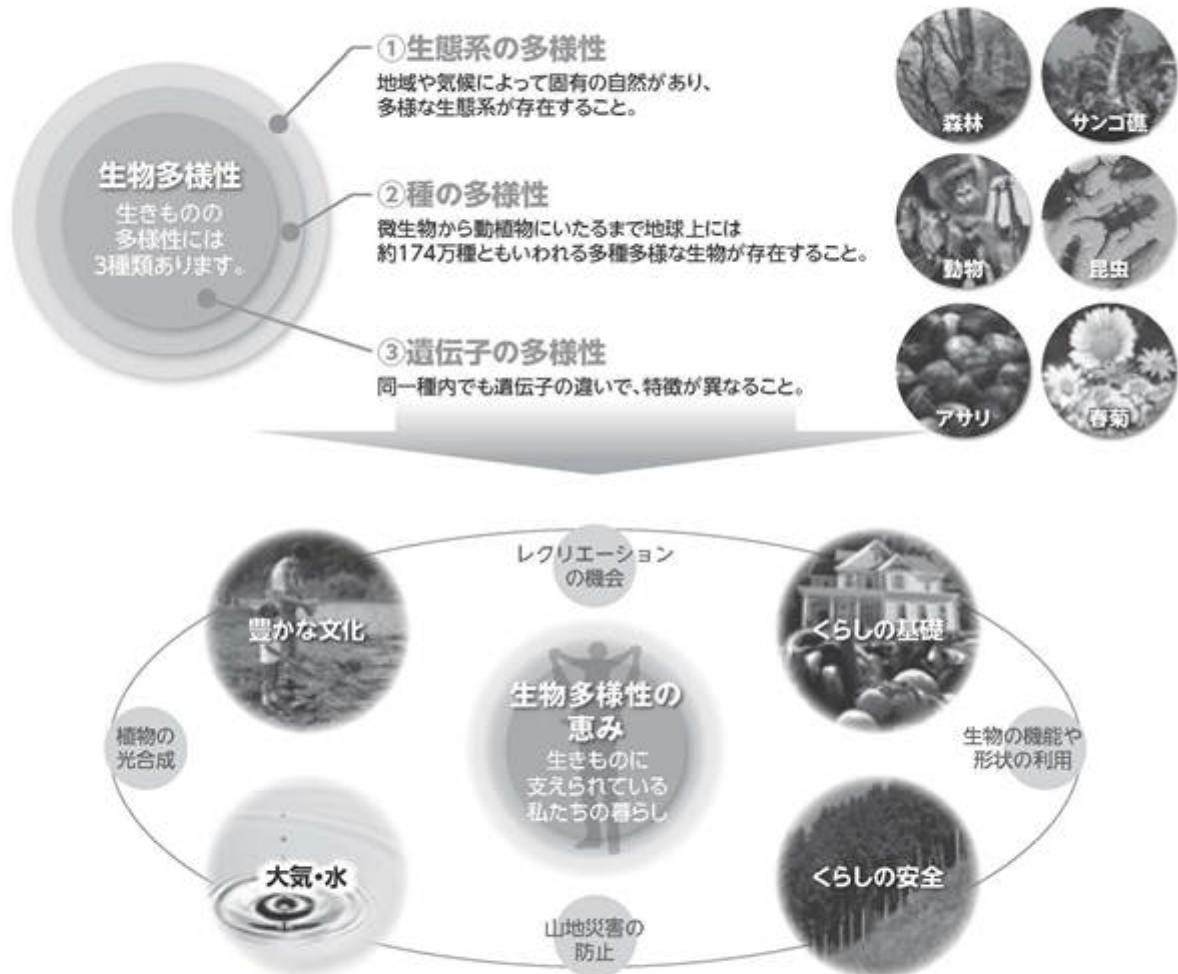 ①生態系の多様性
地域や気候によって固有の自然があり、
多様な生態系が存在すること。
生物多様性
生きものの
多様性には
3種類あります。
②種の多様性
微生物から動植物にいたるまで地球上には
約174万種ともいわれる多種多様な生物が存在すること。
③遺伝子の多様性
同一種内でも遺伝子の違いで、特徴が異なること。
森林
サンゴ礁
動物
昆虫
アサリ
春菊
レクリエーション
の機会
豊かな文化
くらしの基礎
生物多様性の
恵み
生きものに
支えられている
私たちの暮らし
植物の
光合成
生物の機能や
形状の利用
大気・水
くらしの安全
山地災害の
防止